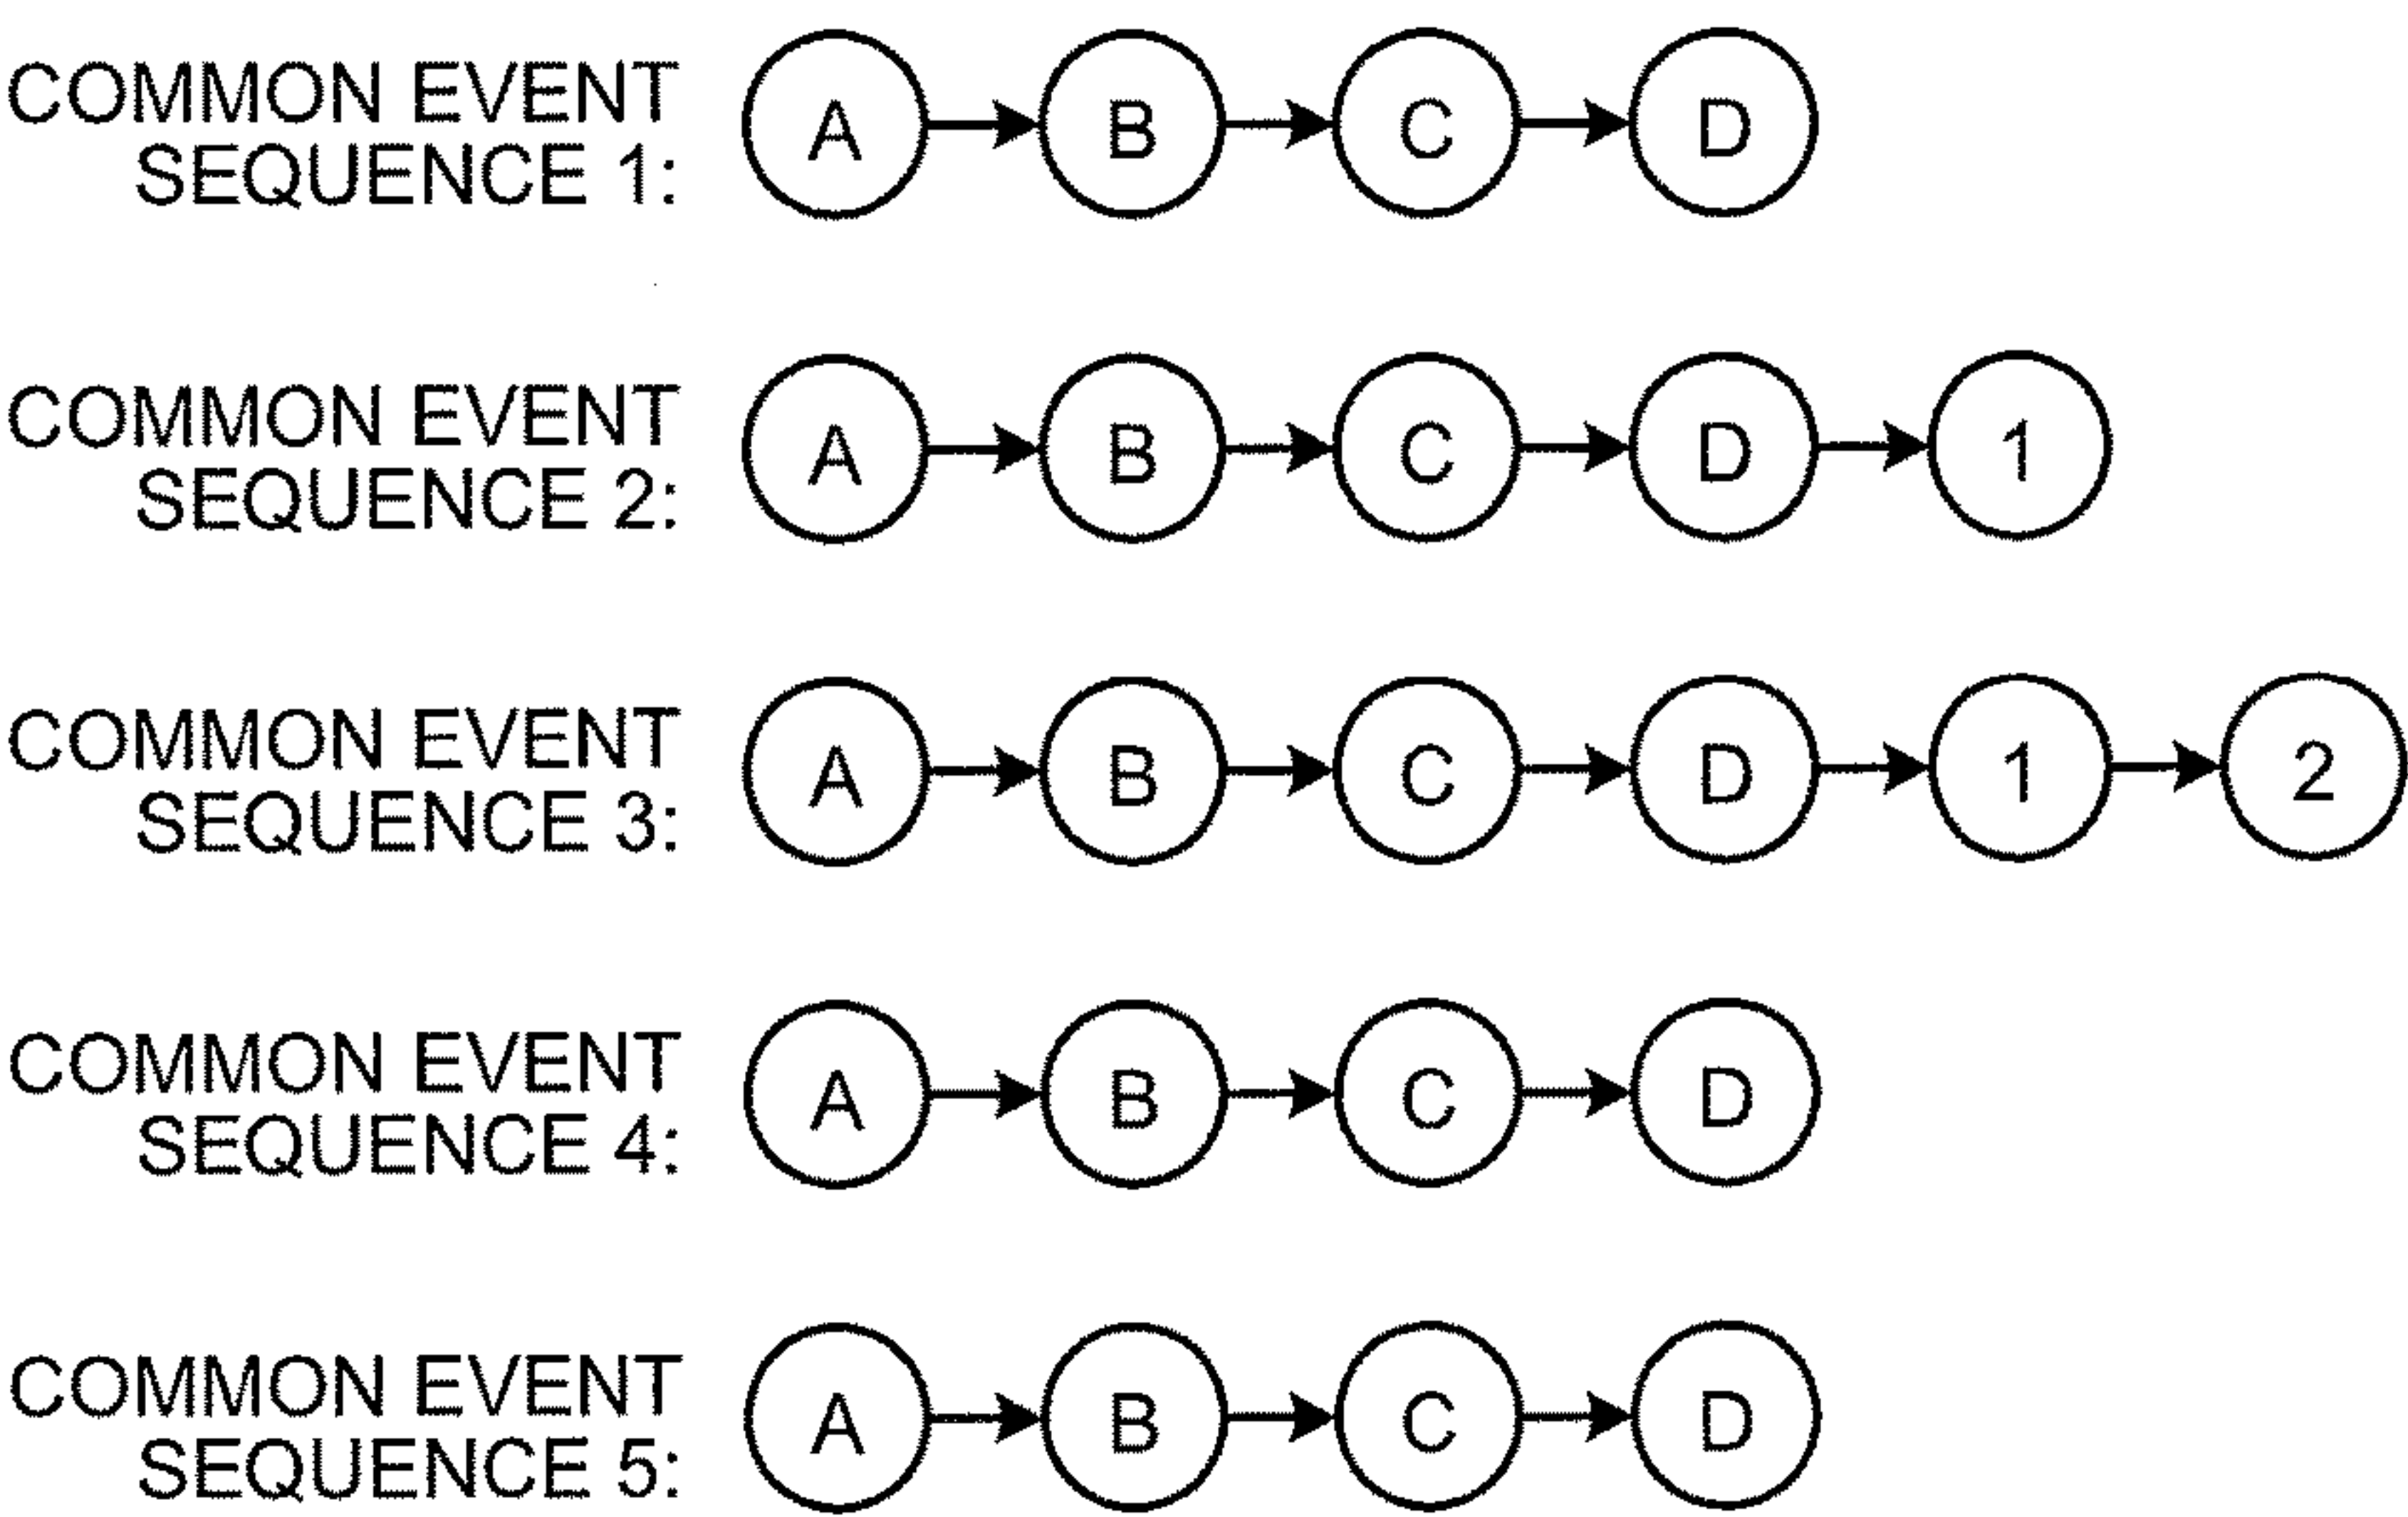 COMMON EVENT A B C D
SEQUENCE 1:
COMMON EVENT A B C D 1
SEQUENCE 2:
COMMON EVENT A B C D 1 2
SEQUENCE 3:
COMMON EVENT A B C D
SEQUENCE 4:
COMMON EVENT A B C D
SEQUENCE 5: